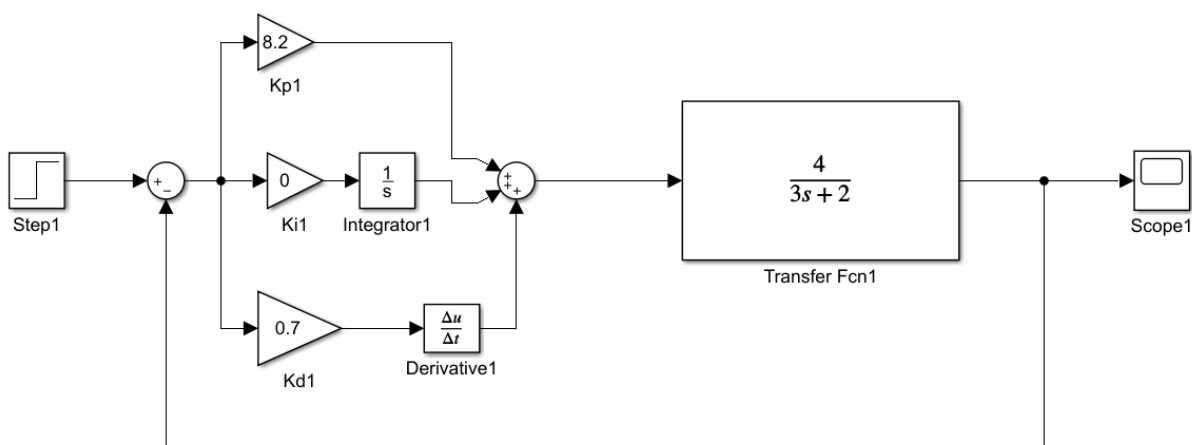 8.2
Kp1
Step1
+
−
0
Ki1
1
s
Integrator1
+
+
+
4
3s + 2
Transfer Fcn1
Scope1
0.7
Kd1
Δu
Δt
Derivative1